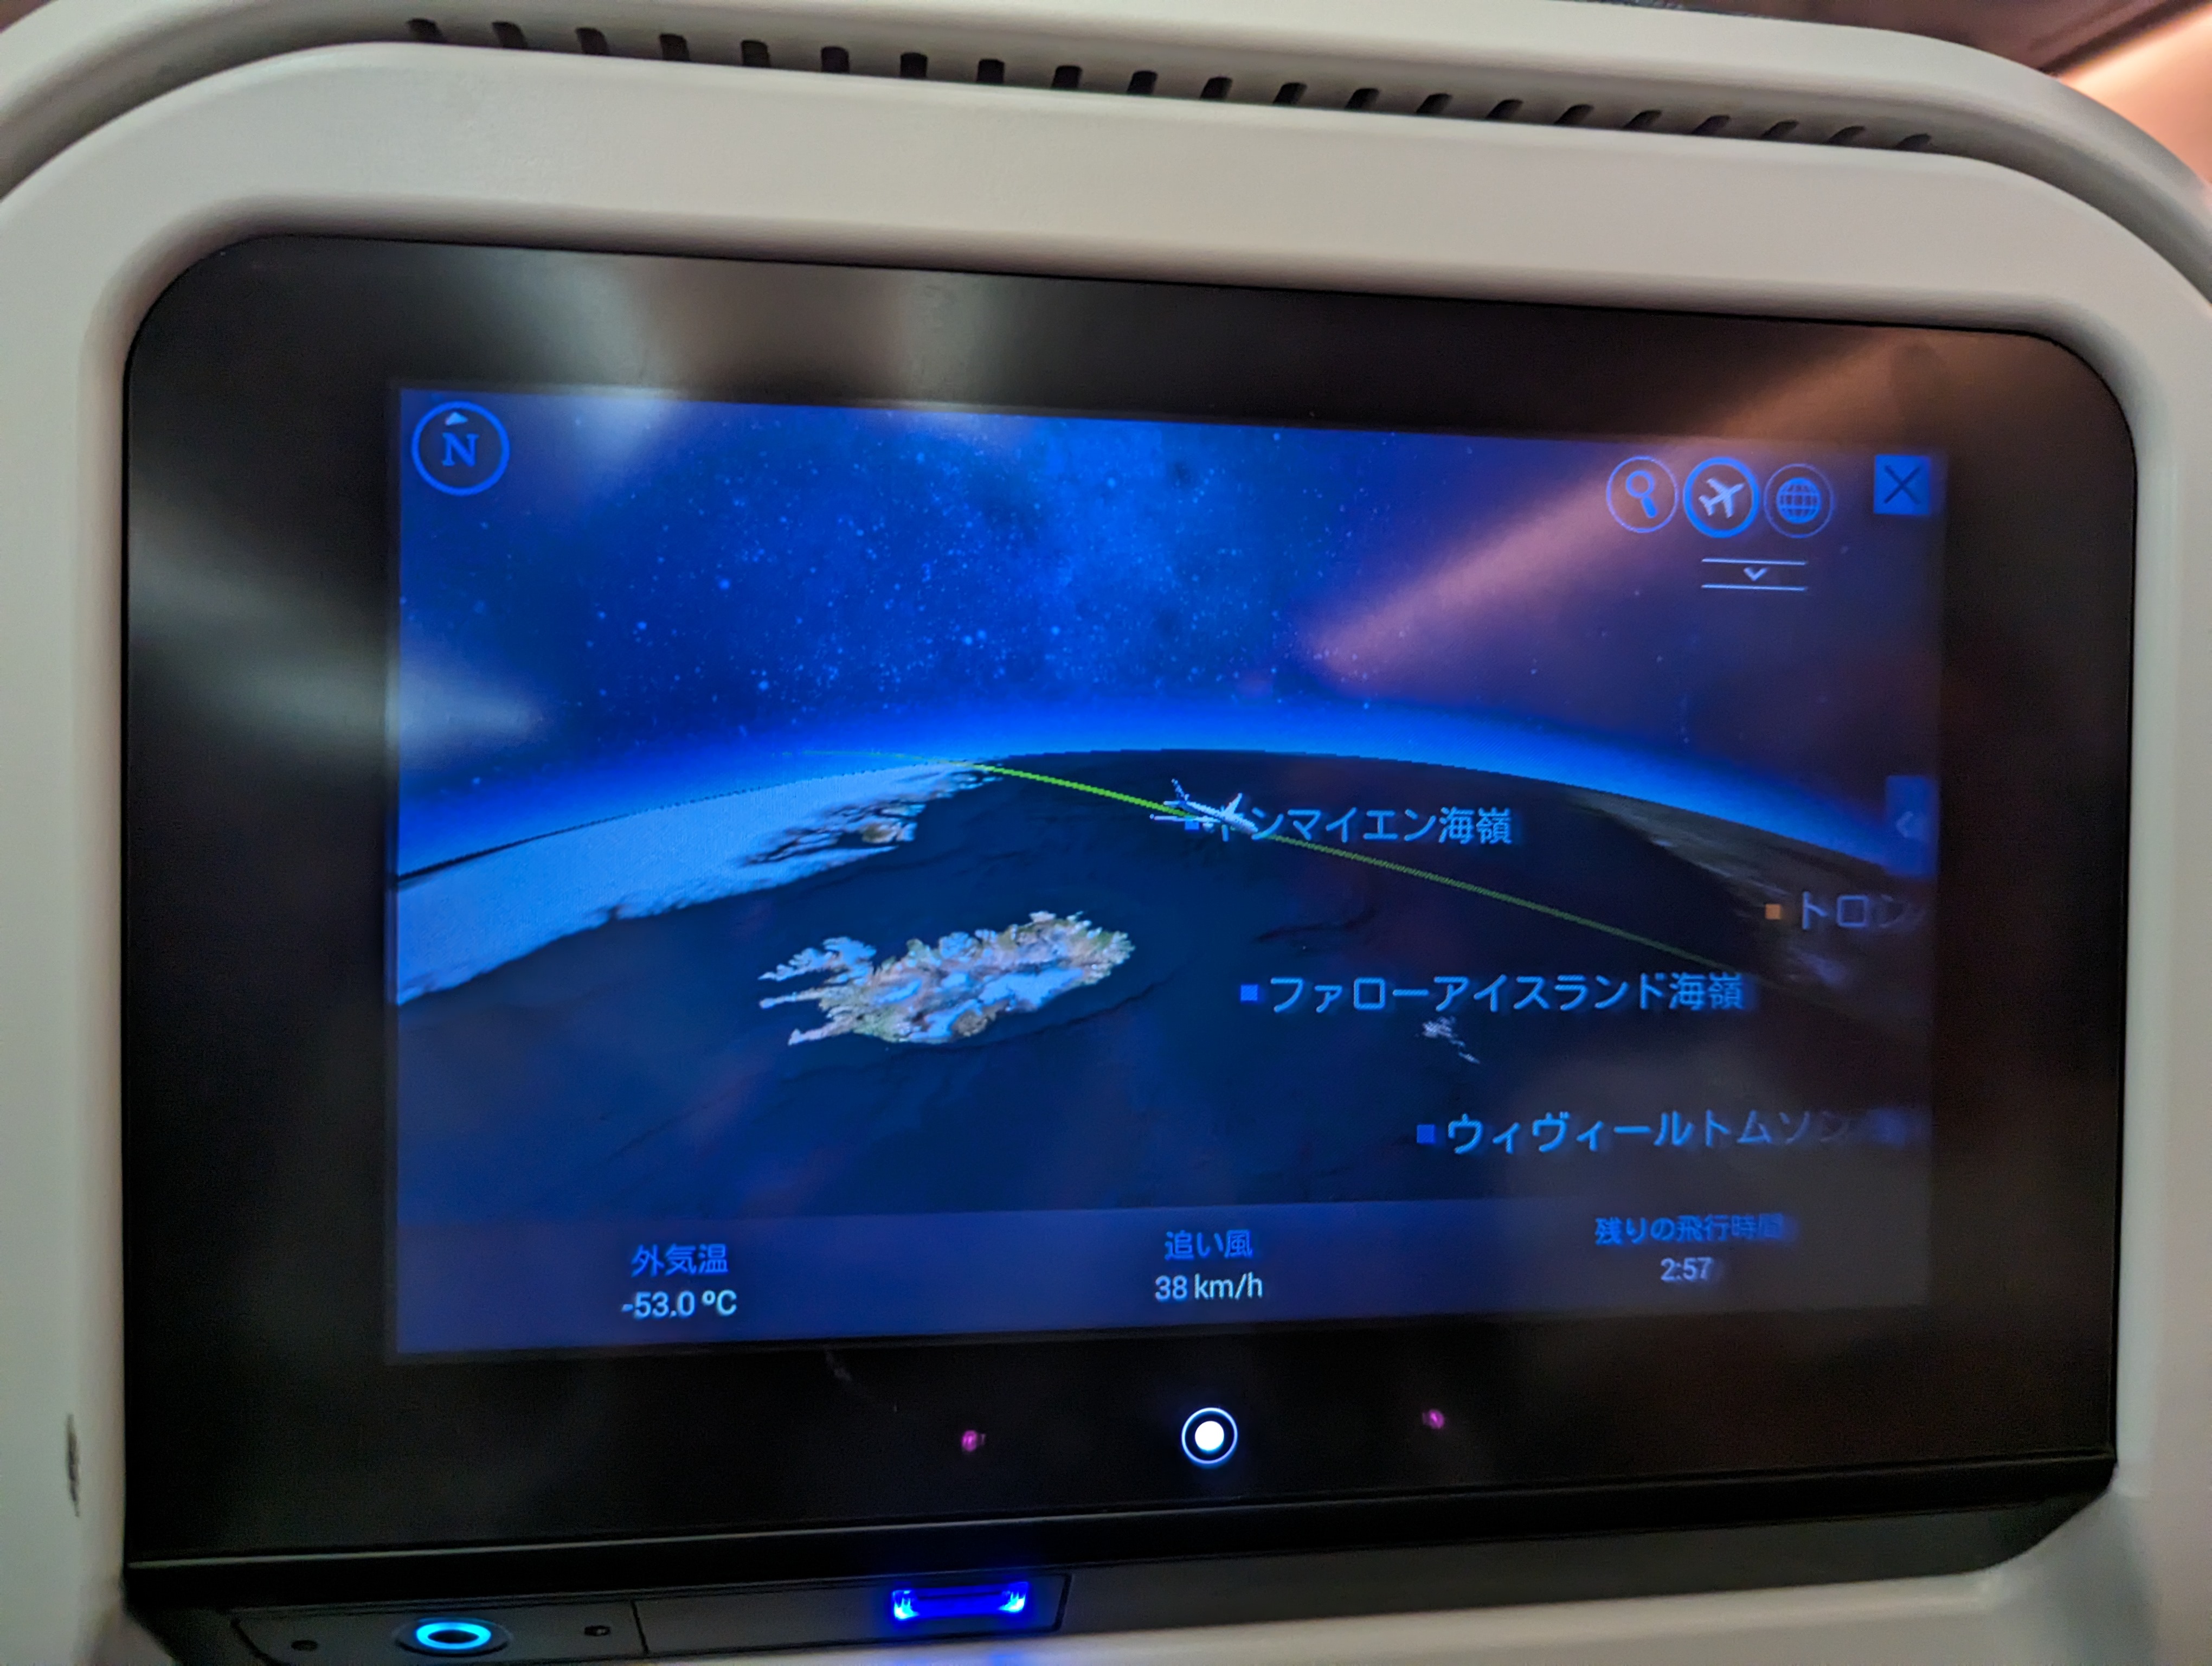 N
ンマイエン海嶺
トロン
ファローアイスランド海嶺
ウィヴィールトムソン
外気温
-53.0 ºC
追い風
38 km/h
残りの飛行時間
2:57